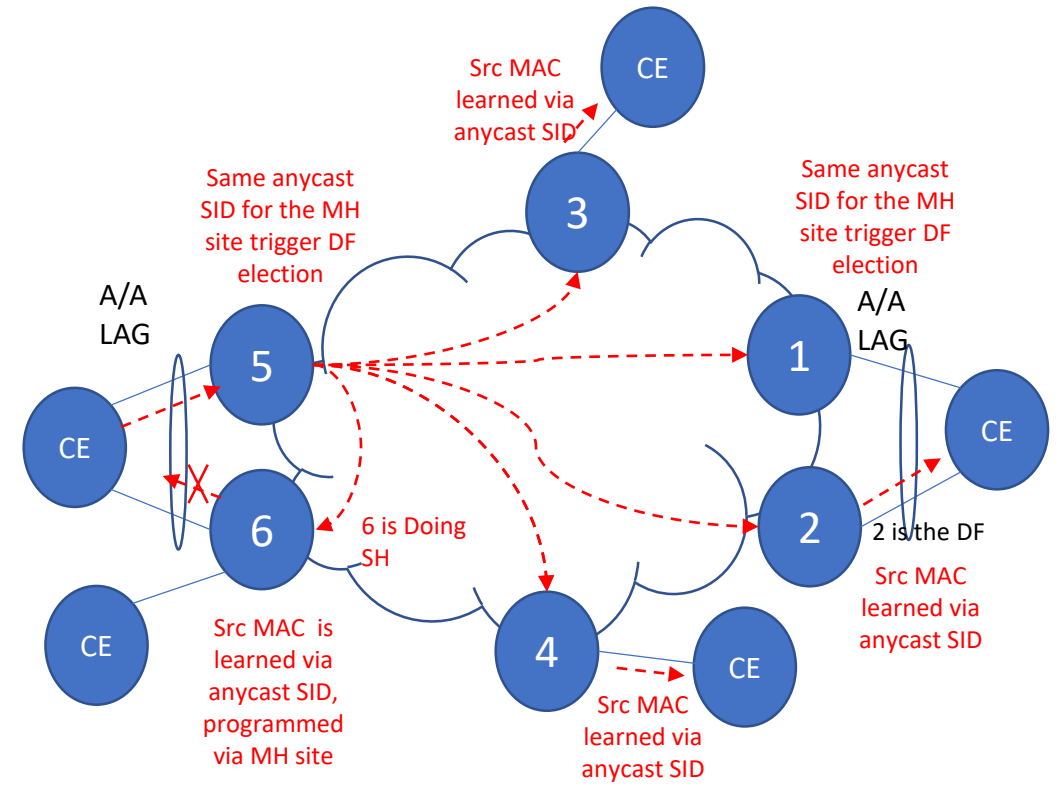 Src MAC
learned via
anycast SID
CE
3
Same anycast
SID for the MH
site trigger DF
election
Same anycast
SID for the MH
site trigger DF
election
A/A
LAG
A/A
LAG
5
1
CE
CE
6
6 is Doing
SH
2
2 is the DF
Src MAC
learned via
anycast SID
CE
Src MAC  is
learned via
anycast SID,
programmed
via MH site
4
CE
Src MAC
learned via
anycast SID